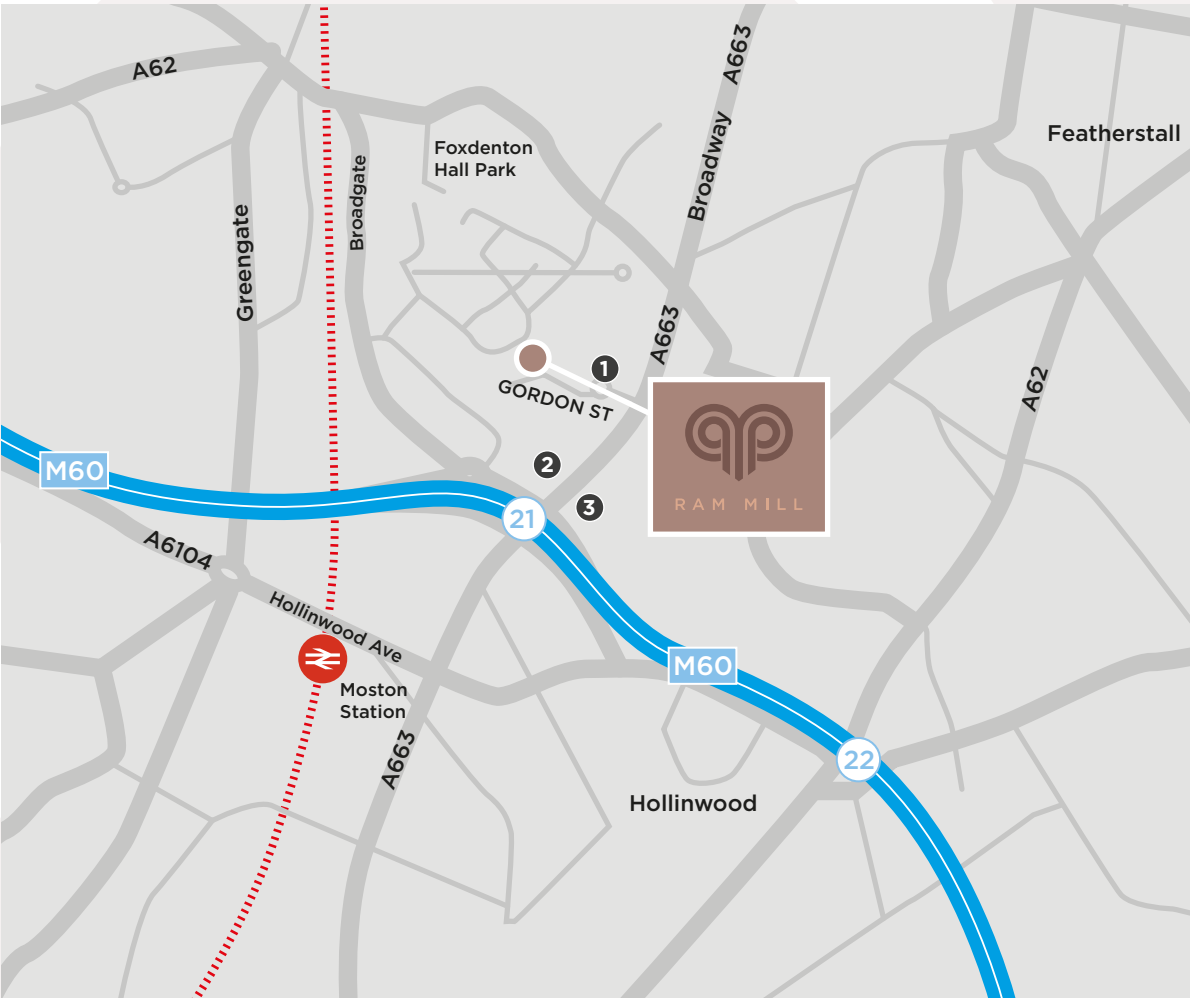 A62
A663
Broadway
Featherstall
Foxdenton
Hall Park
Broadgate
Greengate
A663
1
GORDON ST
A62
RAM MILL
2
M60
3
21
A6104
Hollinwood Ave
M60
Moston
Station
A663
22
Hollinwood